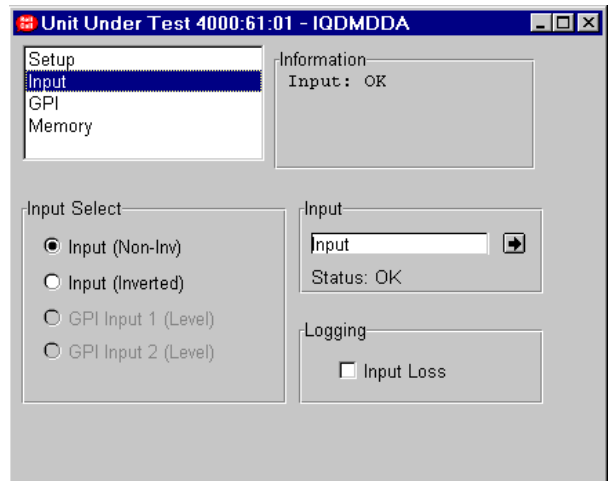 Unit Under Test 4000:61:01 - IQDMDDA
Setup
Input
GPI
Memory
Information
Input: OK
Input Select
Input (Non-Inv)
Input (Inverted)
GPI Input 1 (Level)
GPI Input 2 (Level)
Input
Input
Status: OK
Logging
Input Loss